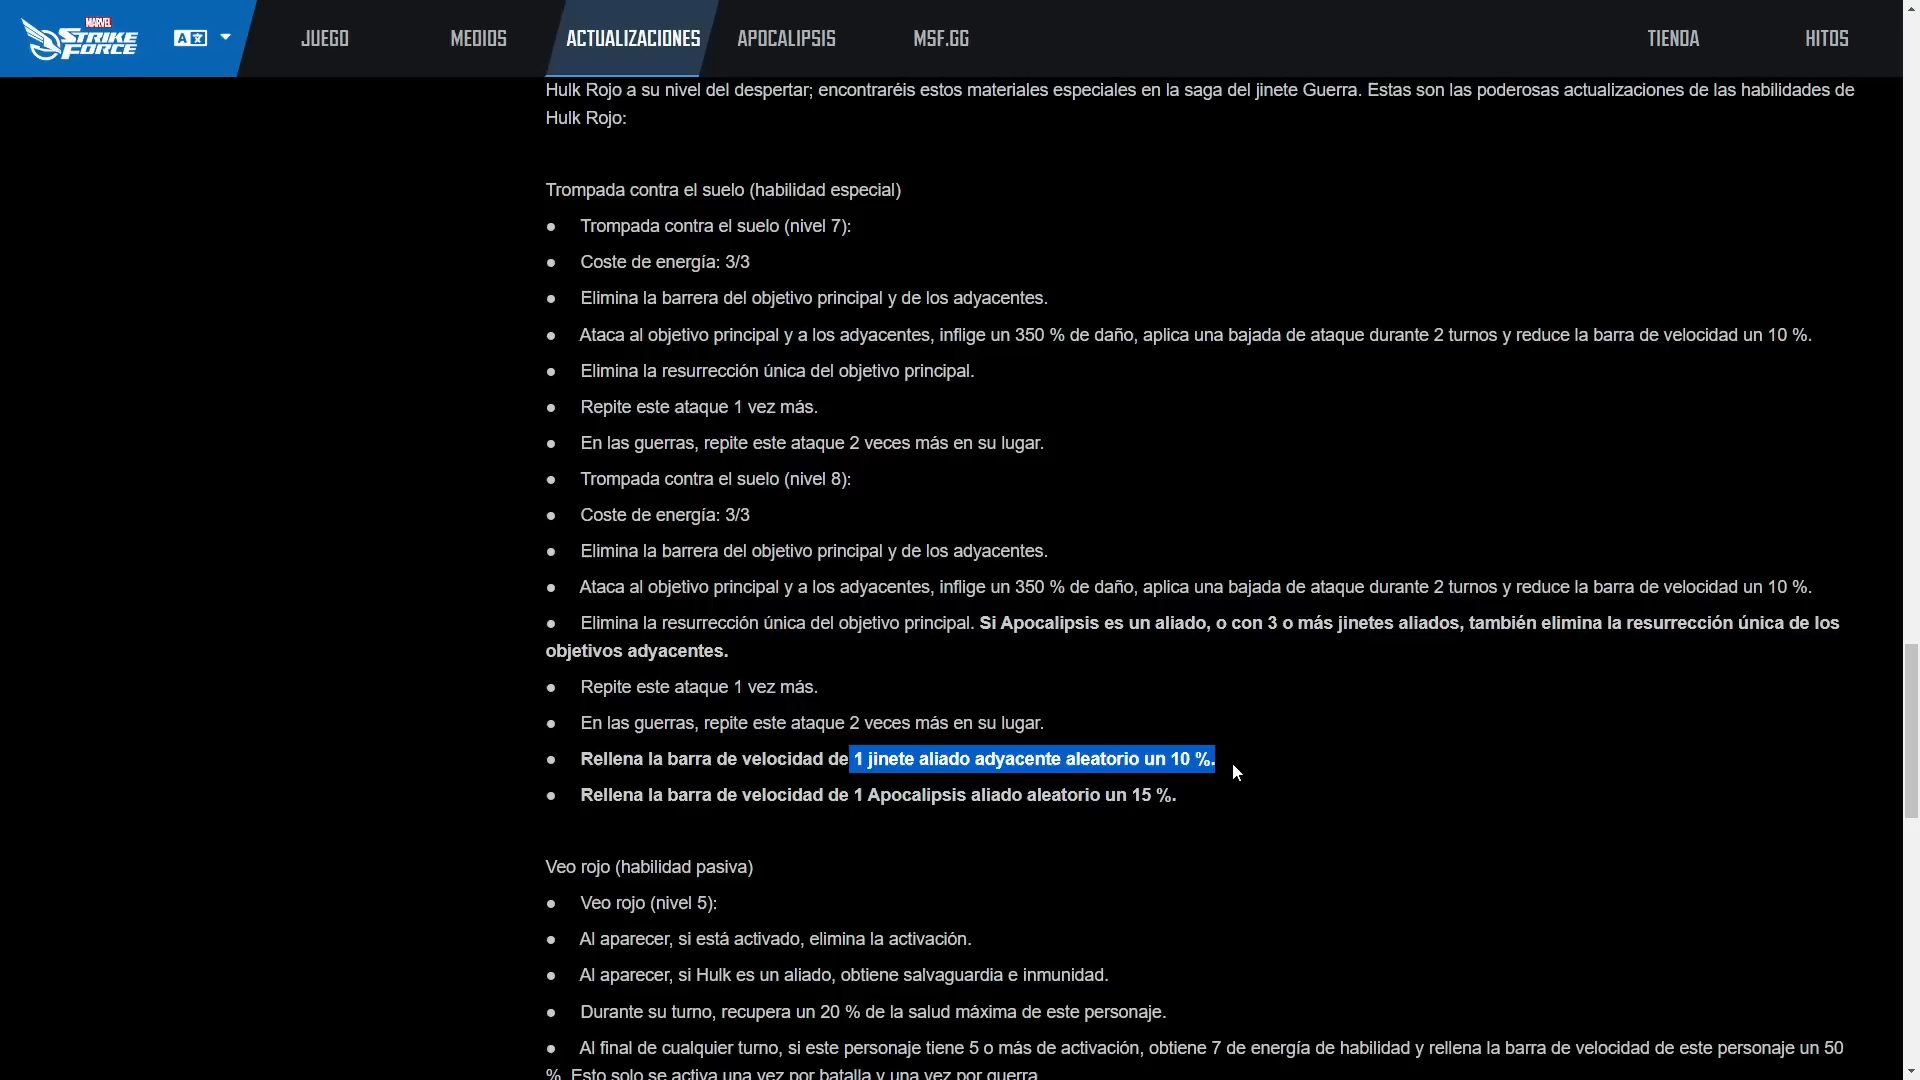 MARVEL
STRIKE
FORCE
JUEGO
MEDIOS
ACTUALIZACIONES
APOCALIPSIS
MSF.GG
TIENDA
HITOS
Hulk Rojo a su nivel del despertar; encontraréis estos materiales especiales en la saga del jinete Guerra. Estas son las poderosas actualizaciones de las habilidades de
Hulk Rojo:
Trompada contra el suelo (habilidad especial)
● Trompada contra el suelo (nivel 7):
● Coste de energía: 3/3
● Elimina la barrera del objetivo principal y de los adyacentes.
● Ataca al objetivo principal y a los adyacentes, inflige un 350 % de daño, aplica una bajada de ataque durante 2 turnos y reduce la barra de velocidad un 10 %.
● Elimina la resurrección única del objetivo principal.
● Repite este ataque 1 vez más.
● En las guerras, repite este ataque 2 veces más en su lugar.
● Trompada contra el suelo (nivel 8):
● Coste de energía: 3/3
● Elimina la barrera del objetivo principal y de los adyacentes.
● Ataca al objetivo principal y a los adyacentes, inflige un 350 % de daño, aplica una bajada de ataque durante 2 turnos y reduce la barra de velocidad un 10 %.
● Elimina la resurrección única del objetivo principal. Si Apocalipsis es un aliado, o con 3 o más jinetes aliados, también elimina la resurrección única de los
objetivos adyacentes.
● Repite este ataque 1 vez más.
● En las guerras, repite este ataque 2 veces más en su lugar.
● Rellena la barra de velocidad de 1 jinete aliado adyacente aleatorio un 10 %.
● Rellena la barra de velocidad de 1 Apocalipsis aliado aleatorio un 15 %.
Veo rojo (habilidad pasiva)
● Veo rojo (nivel 5):
● Al aparecer, si está activado, elimina la activación.
● Al aparecer, si Hulk es un aliado, obtiene salvaguardia e inmunidad.
● Durante su turno, recupera un 20 % de la salud máxima de este personaje.
● Al final de cualquier turno, si este personaje tiene 5 o más de activación, obtiene 7 de energía de habilidad y rellena la barra de velocidad de este personaje un 50
%. Esto solo se activa una vez por batalla y una vez por guerra.